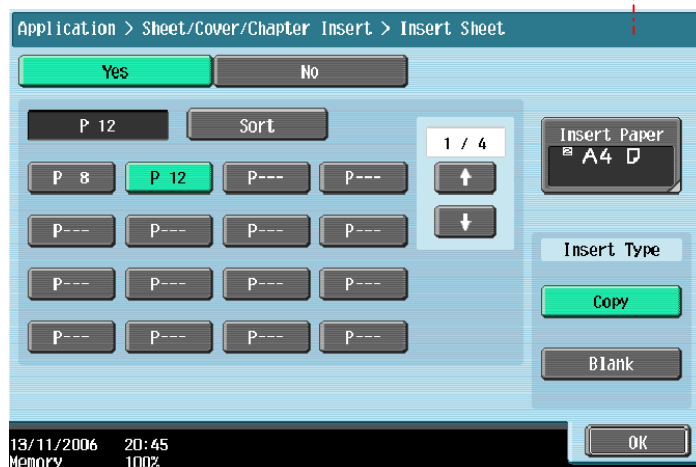 Application > Sheet/Cover/Chapter Insert > Insert Sheet
Yes No
P 12 Sort
1 / 4
Insert Paper
2 A4
P 8 P 12 P--- P---
P--- P--- P--- P---
Insert Type
P--- P--- P--- P---
Copy
P--- P--- P--- P---
Blank
13/11/2006 20:45
Memory 100%
OK